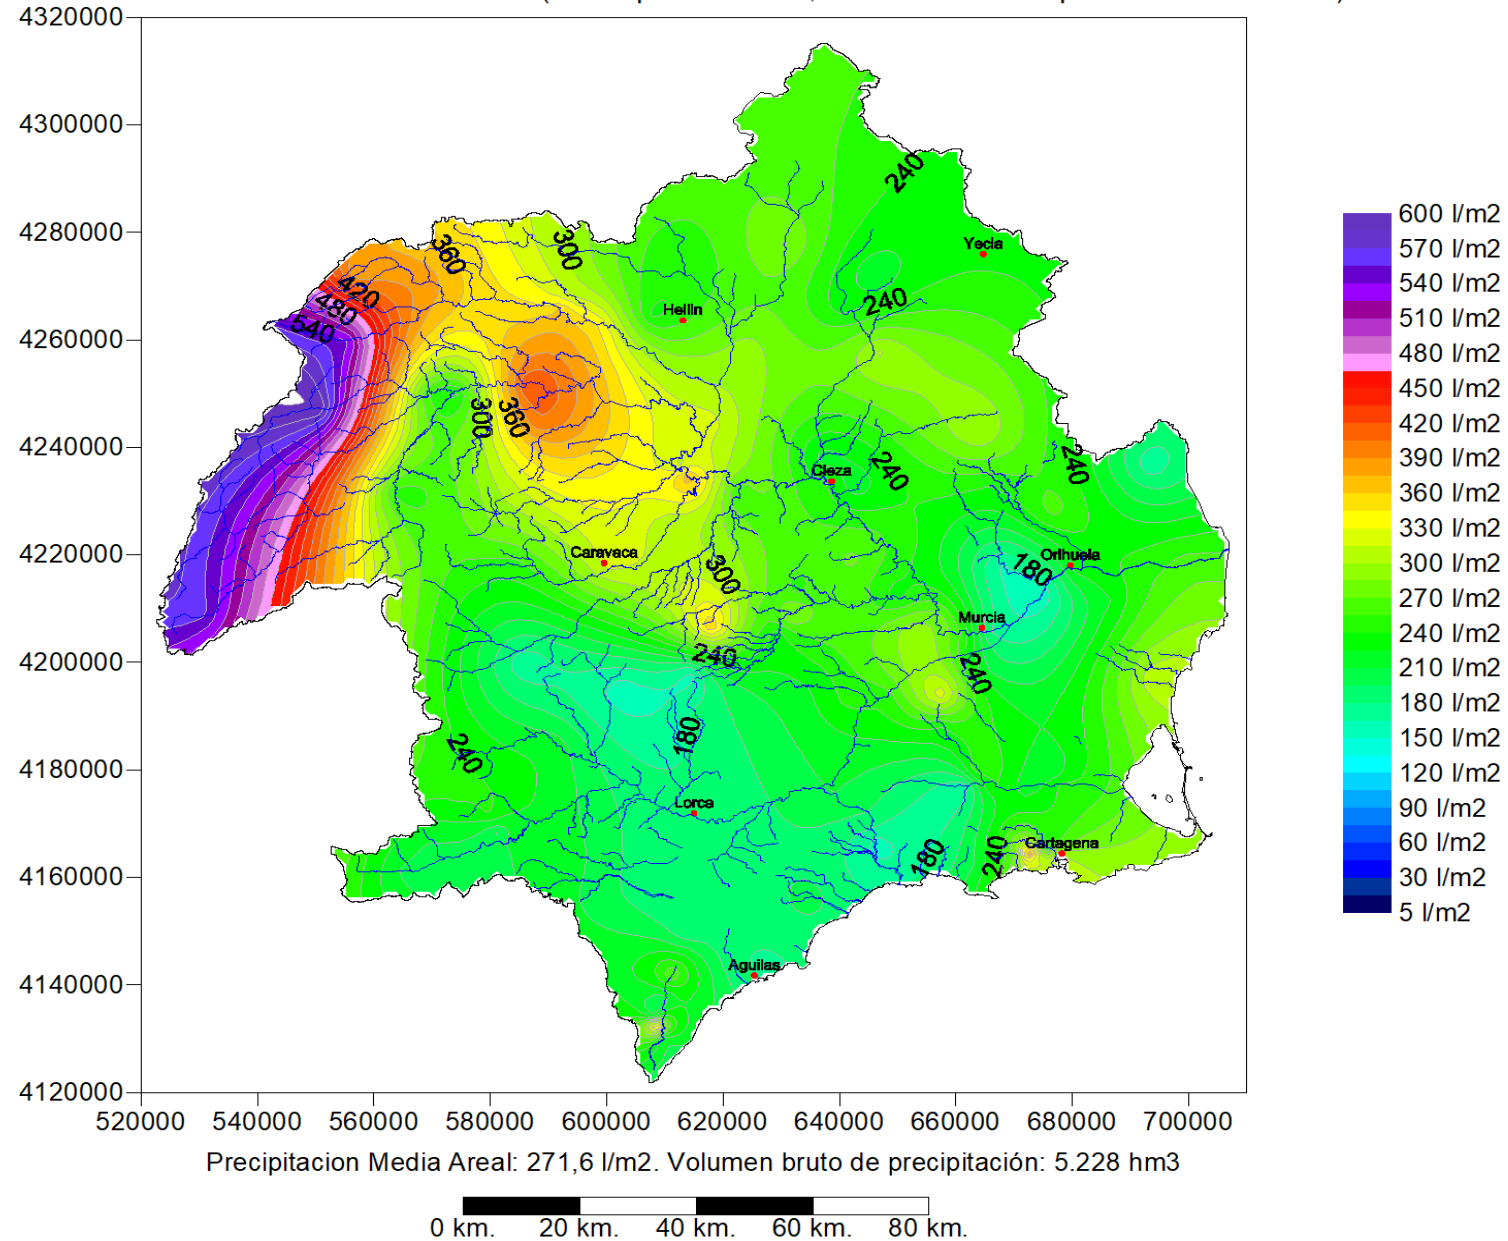 4320000
4300000
4280000
4260000
4240000
4220000
4200000
4180000
4160000
4140000
4120000
520000 540000 560000 580000 600000 620000 640000 660000 680000 700000
240
Yecla
360
300
420
480
540
Hellin
240
300
360
Cieza
240
240
Caravaca
300
Orihuela
180
Murcia
240
240
180
240
Lorca
180
240
Cartagena
Aguilas
600 l/m2
570 l/m2
540 l/m2
510 l/m2
480 l/m2
450 l/m2
420 l/m2
390 l/m2
360 l/m2
330 l/m2
300 l/m2
270 l/m2
240 l/m2
210 l/m2
180 l/m2
150 l/m2
120 l/m2
90 l/m2
60 l/m2
30 l/m2
5 l/m2
Precipitacion Media Areal: 271,6 l/m2. Volumen bruto de precipitación: 5.228 hm3
0 km. 20 km. 40 km. 60 km. 80 km.